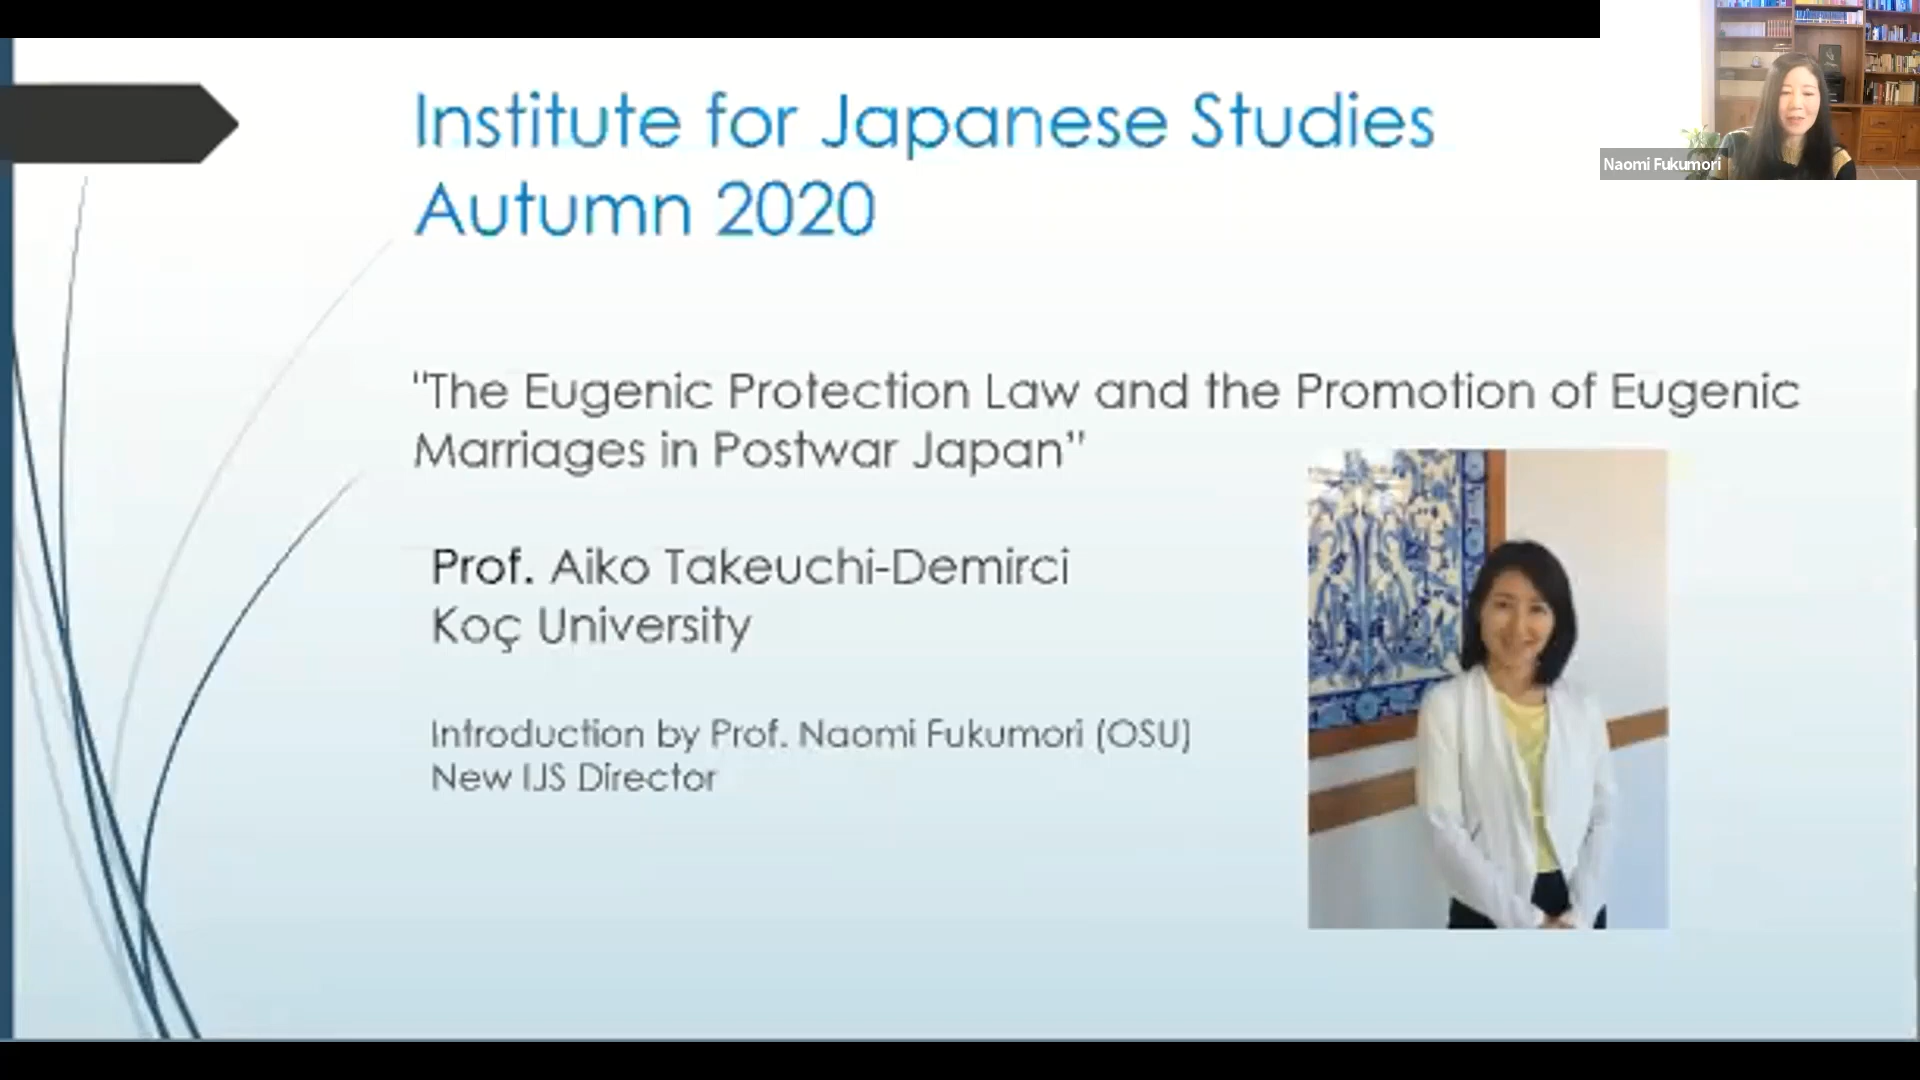 Institute for Japanese Studies
Autumn 2020
"The Eugenic Protection Law and the Promotion of Eugenic
Marriages in Postwar Japan”
Prof. Aiko Takeuchi-Demirci
Koç University
Introduction by Prof. Naomi Fukumori (OSU)
New IJS Director
Naomi Fukumori